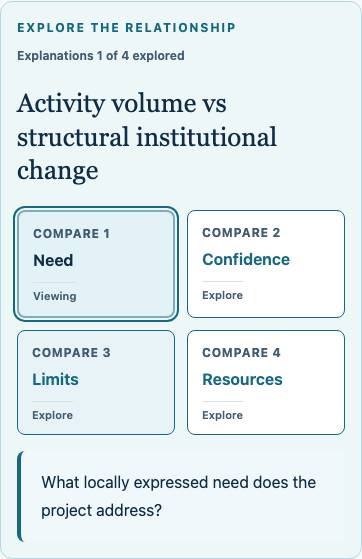 EXPLORE THE RELATIONSHIP
Explanations 1 of 4 explored
Activity volume vs
structural institutional
change
COMPARE 1
Need
Viewing
COMPARE 2
Confidence
Explore
COMPARE 3
Limits
Explore
COMPARE 4
Resources
Explore
What locally expressed need does the
project address?